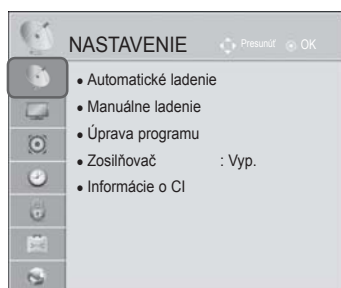 NASTAVENIE Presunúť OK
• Automatické ladenie
• Manuálne ladenie
• Úprava programu
• Zosilňovač : Vyp.
• Informácie o CI